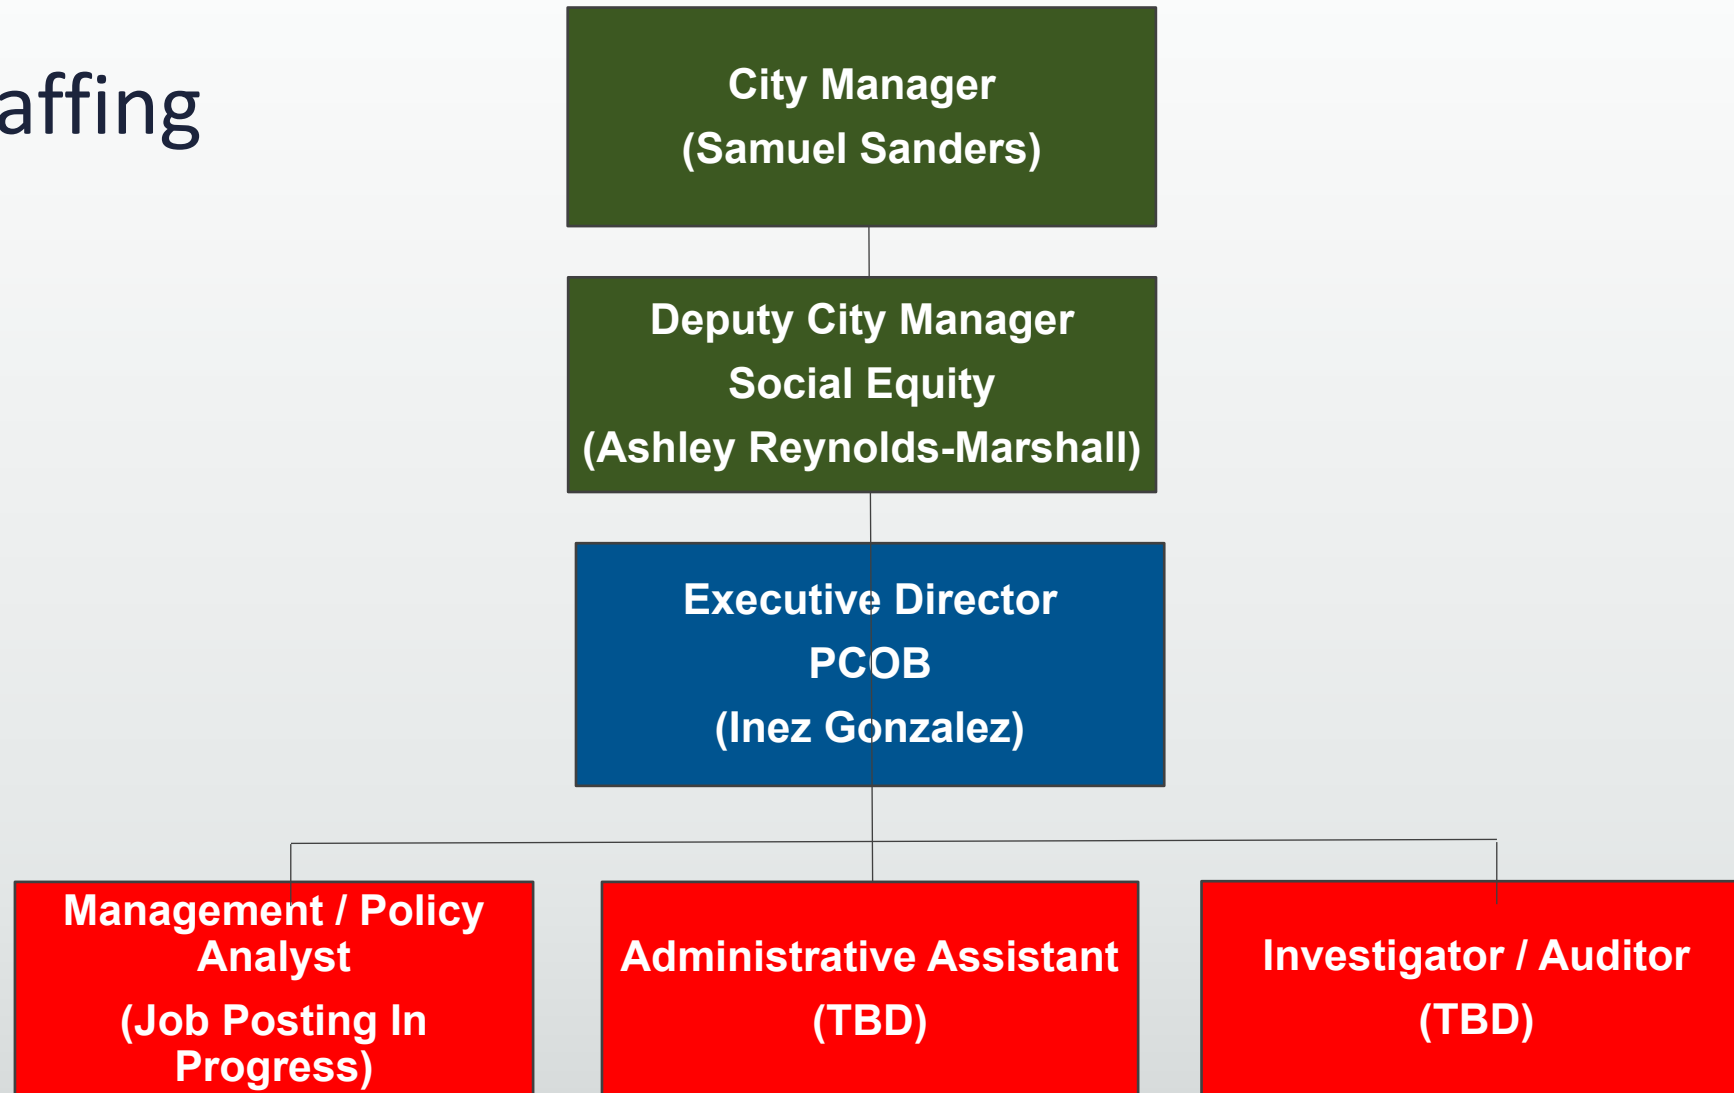 affing
City Manager
(Samuel Sanders)
Deputy City Manager
Social Equity
(Ashley Reynolds-Marshall)
Executive Director
PCOB
(Inez Gonzalez)
Management / Policy
Analyst
(Job Posting In
Progress)
Administrative Assistant
(TBD)
Investigator / Auditor
(TBD)